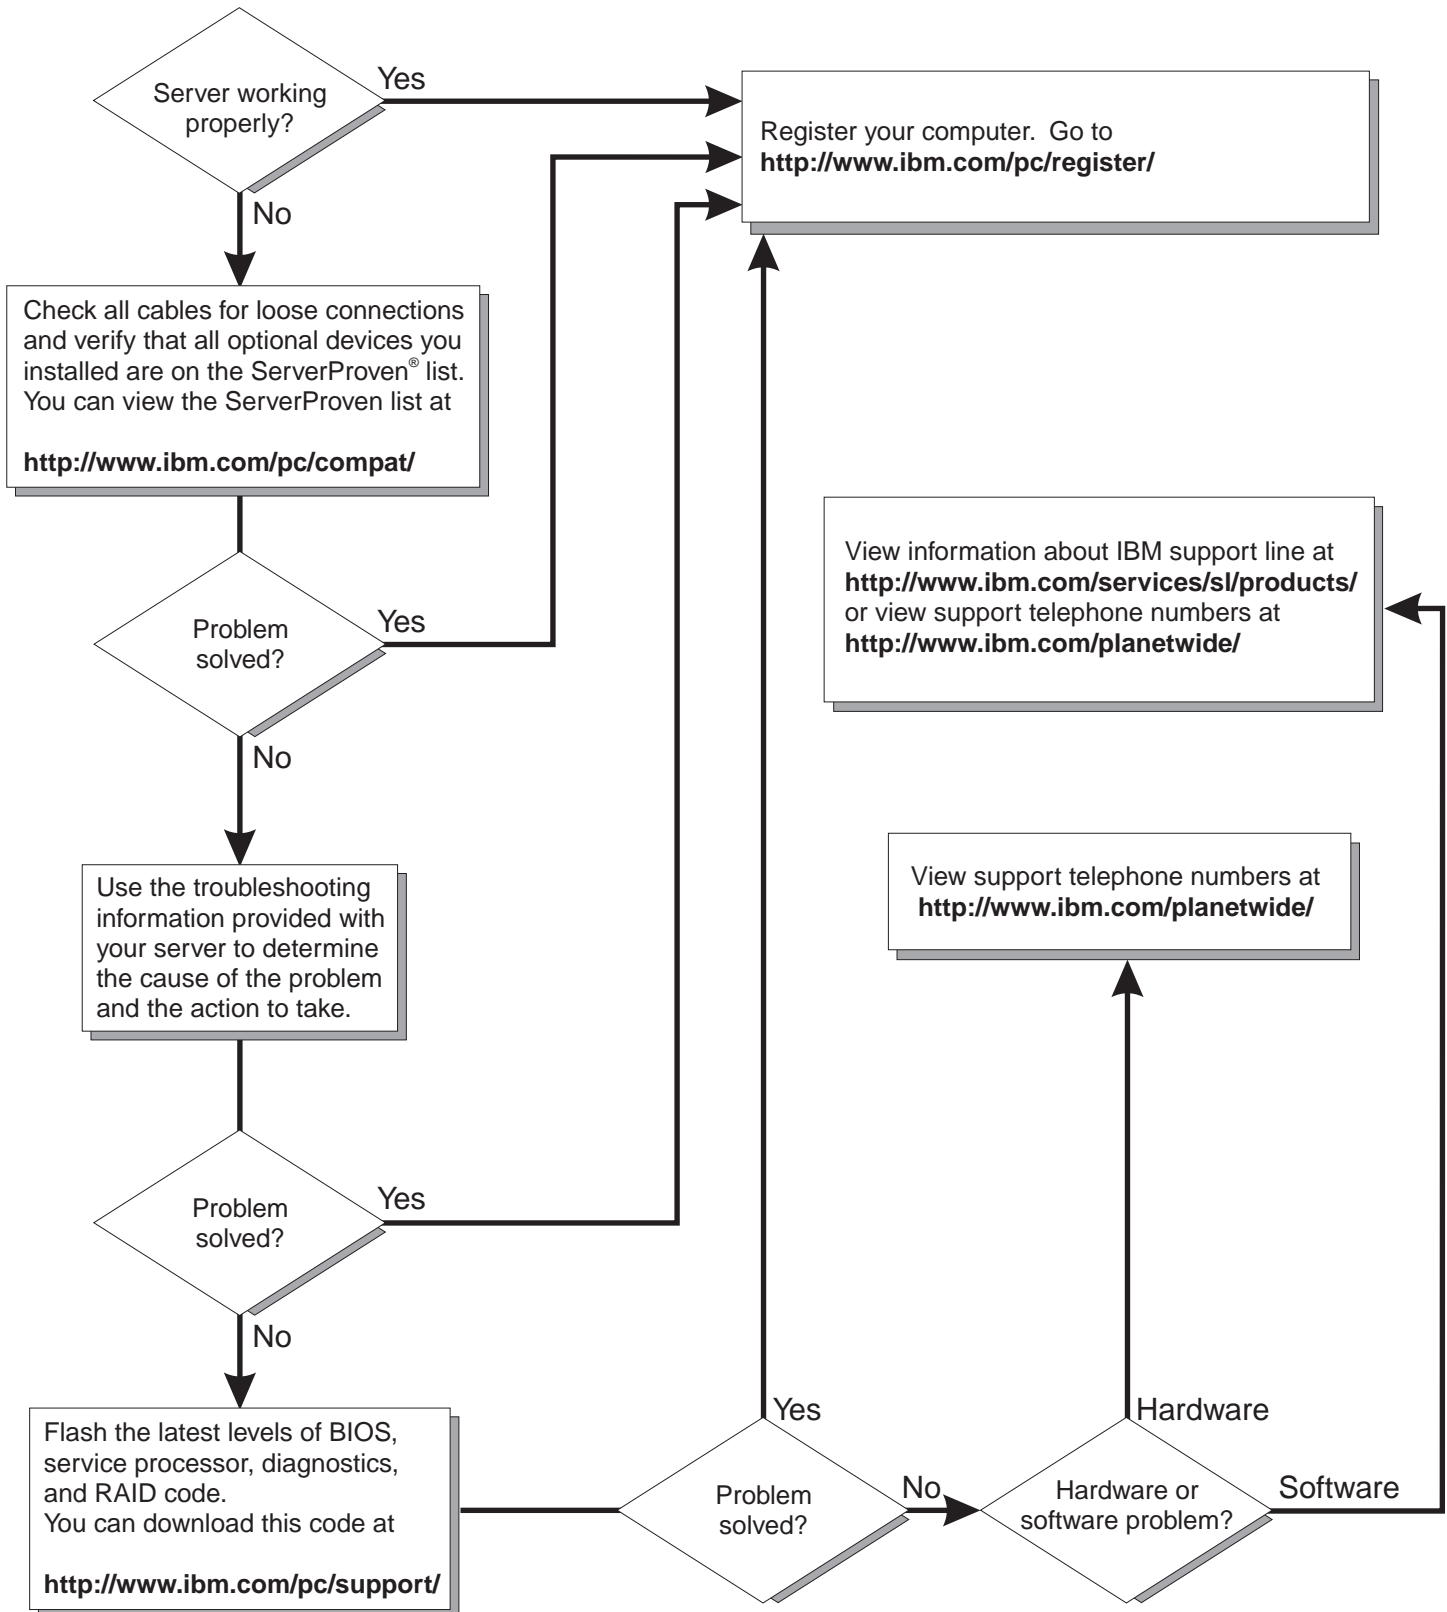 Server working
properly?
Yes
No
Register your computer. Go to
http://www.ibm.com/pc/register/
Check all cables for loose connections
and verify that all optional devices you
installed are on the ServerProven® list.
You can view the ServerProven list at
http://www.ibm.com/pc/compat/
Problem
solved?
Yes
No
View information about IBM support line at
http://www.ibm.com/services/sl/products/
or view support telephone numbers at
http://www.ibm.com/planetwide/
Use the troubleshooting
information provided with
your server to determine
the cause of the problem
and the action to take.
View support telephone numbers at
http://www.ibm.com/planetwide/
Problem
solved?
Yes
No
Flash the latest levels of BIOS,
service processor, diagnostics,
and RAID code.
You can download this code at
http://www.ibm.com/pc/support/
Problem
solved?
Yes
No
Hardware or
software problem?
Hardware
Software